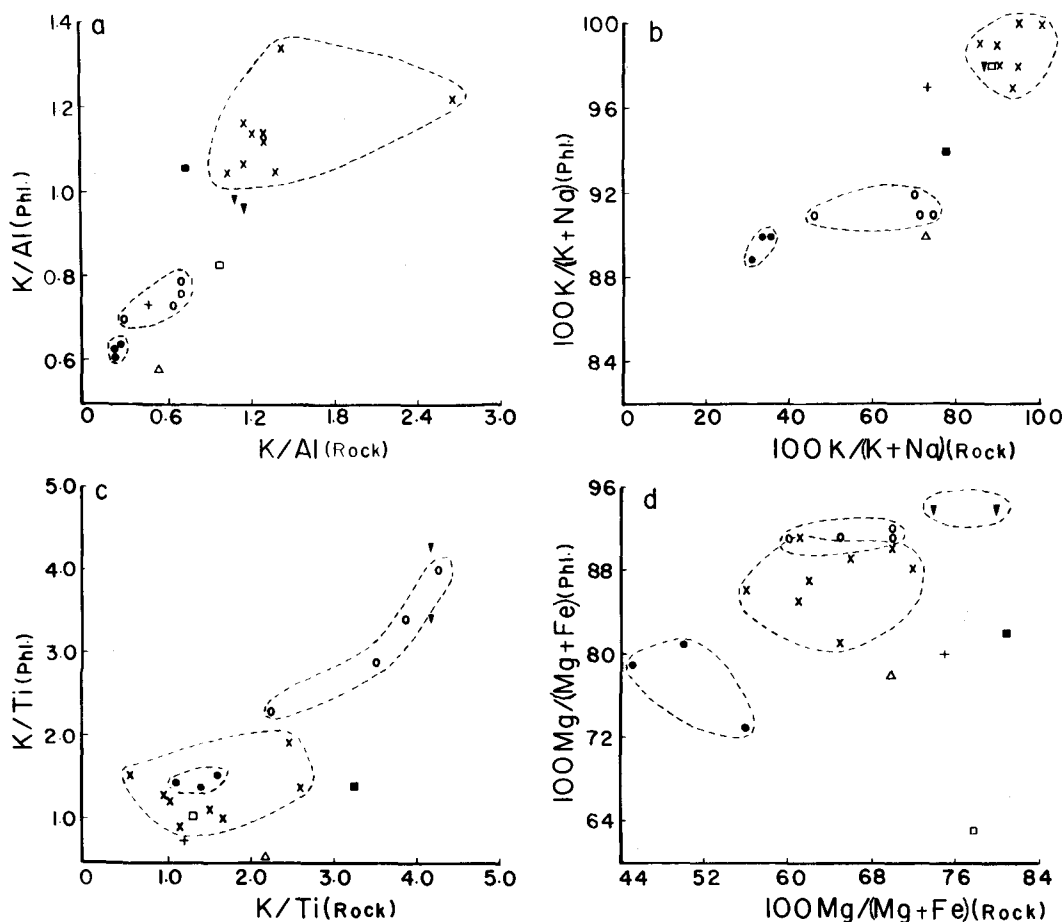 a
1·4
1·2
1·0
0·8
0·6
K/Al(Phl.)
0 0·6 1·2 1·8 2·4 3·0
K/Al(Rock)
b
100
96
92
88
84
100K/(K+Na)(Phl.)
0 20 40 60 80 100
100K/(K+Na)(Rock)
c
5.0
4.0
3.0
2.0
1.0
K/Ti(Phl.)
0 1.0 2.0 3.0 4.0 5.0
K/Ti(Rock)
d
96
88
80
72
64
100Mg/(Mg+Fe)(Phl.)
44 52 60 68 76 84
100Mg/(Mg+Fe)(Rock)